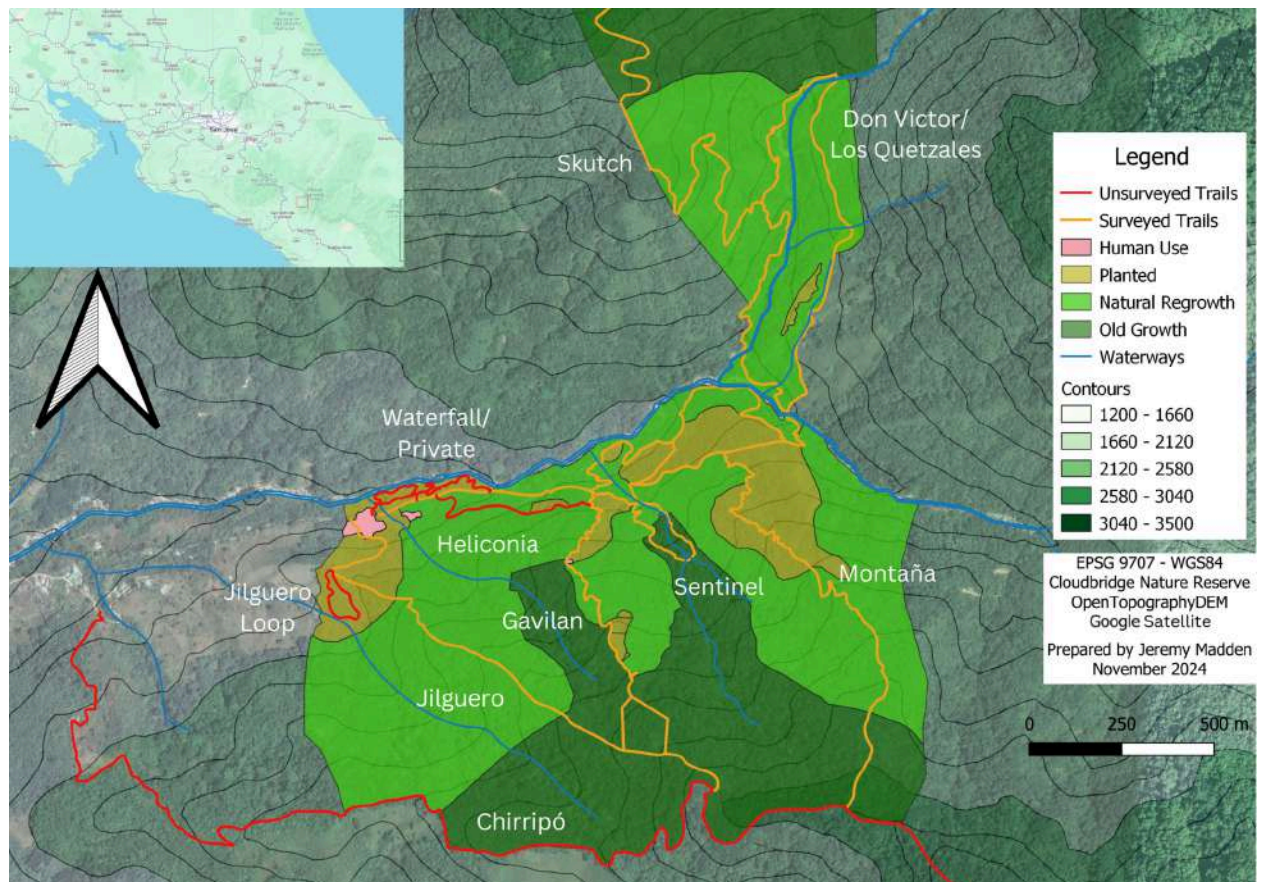 San José
Don Victor/
Los Quetzales
Skutch
Waterfall/
Private
Heliconia
Jilguero
Loop
Gavilan
Sentinel
Montaña
Jilguero
Chirripó
Legend
Unsurveyed Trails
Surveyed Trails
Human Use
Planted
Natural Regrowth
Old Growth
Waterways
Contours
1200 - 1660
1660 - 2120
2120 - 2580
2580 - 3040
3040 - 3500
EPSG 9707 - WGS84
Cloudbridge Nature Reserve
OpenTopographyDEM
Google Satellite
Prepared by Jeremy Madden
November 2024
0 250 500 m